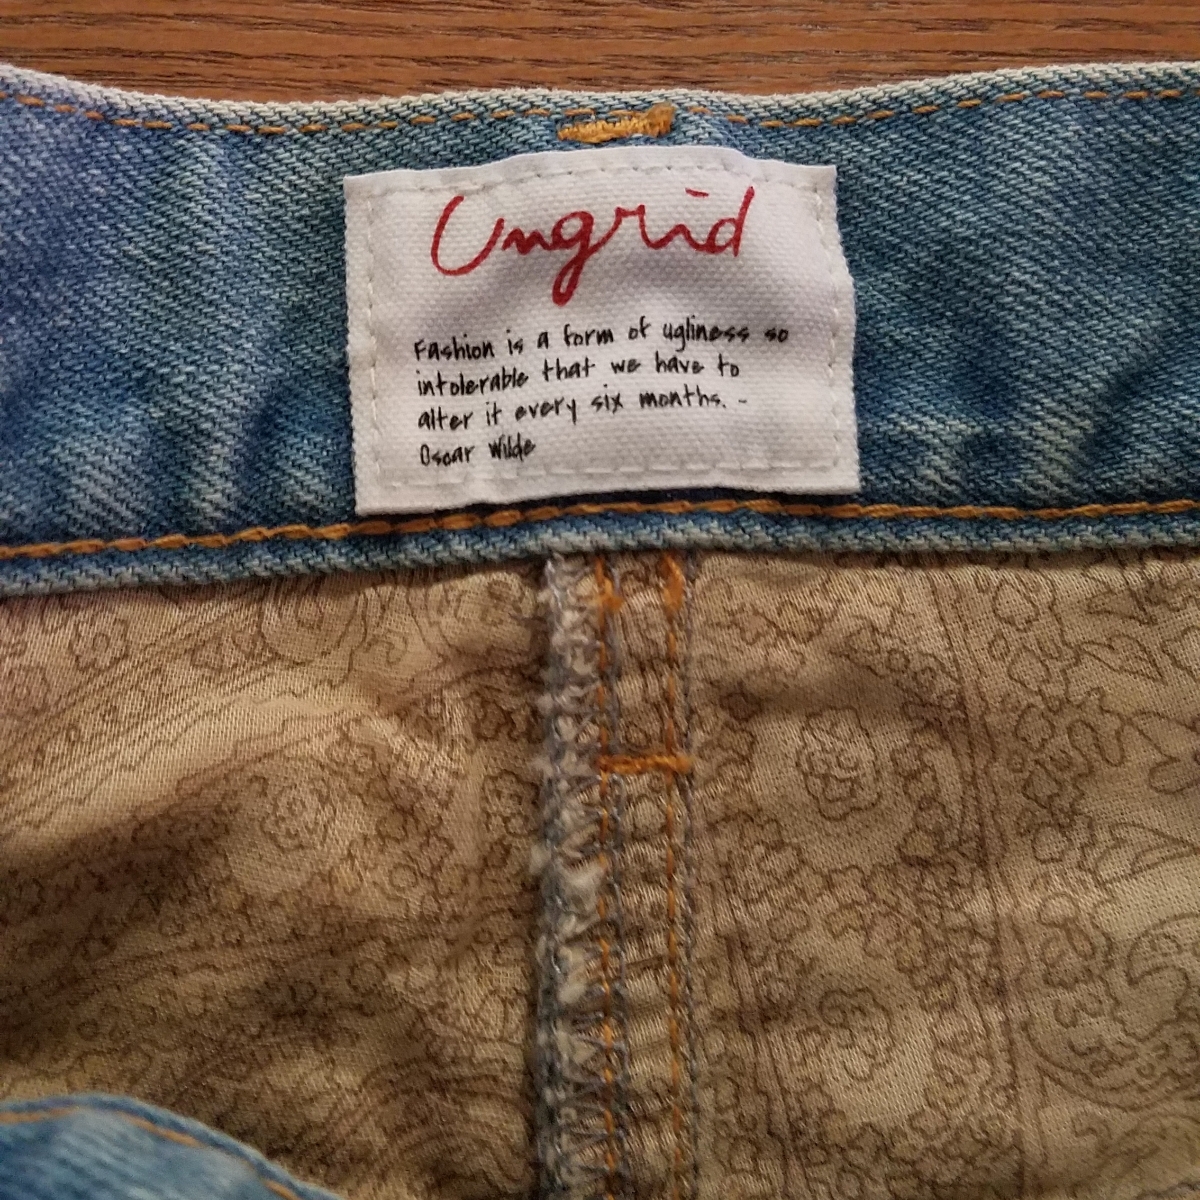 Ungrid
Fashion is a form of ugliness so
intolerable that we have to
alter it every six months. -
Oscar Wilde